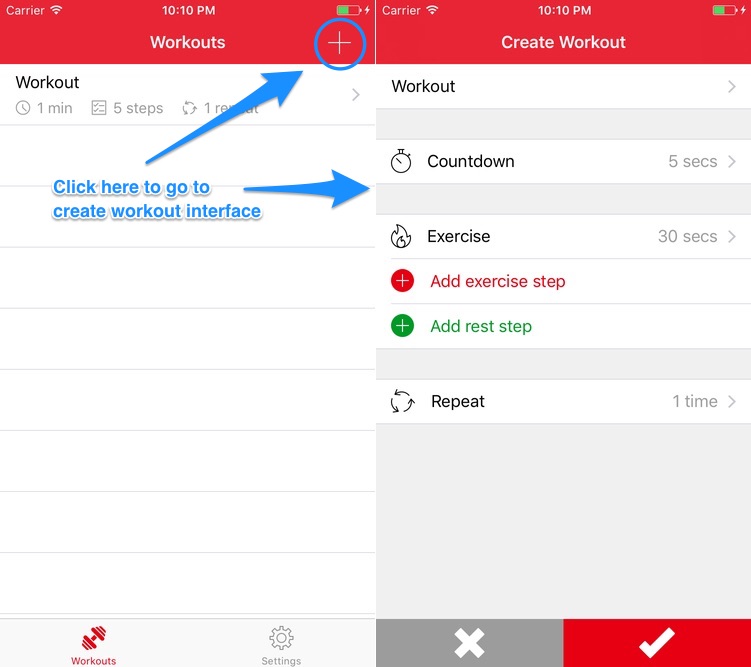 Carrier 10:10 PM
Workouts
Workout
1 min 5 steps 1 repeat
Click here to go to
create workout interface
Workouts Settings
Carrier 10:10 PM
Create Workout
Workout
Countdown 5 secs
Exercise 30 secs
Add exercise step
Add rest step
Repeat 1 time